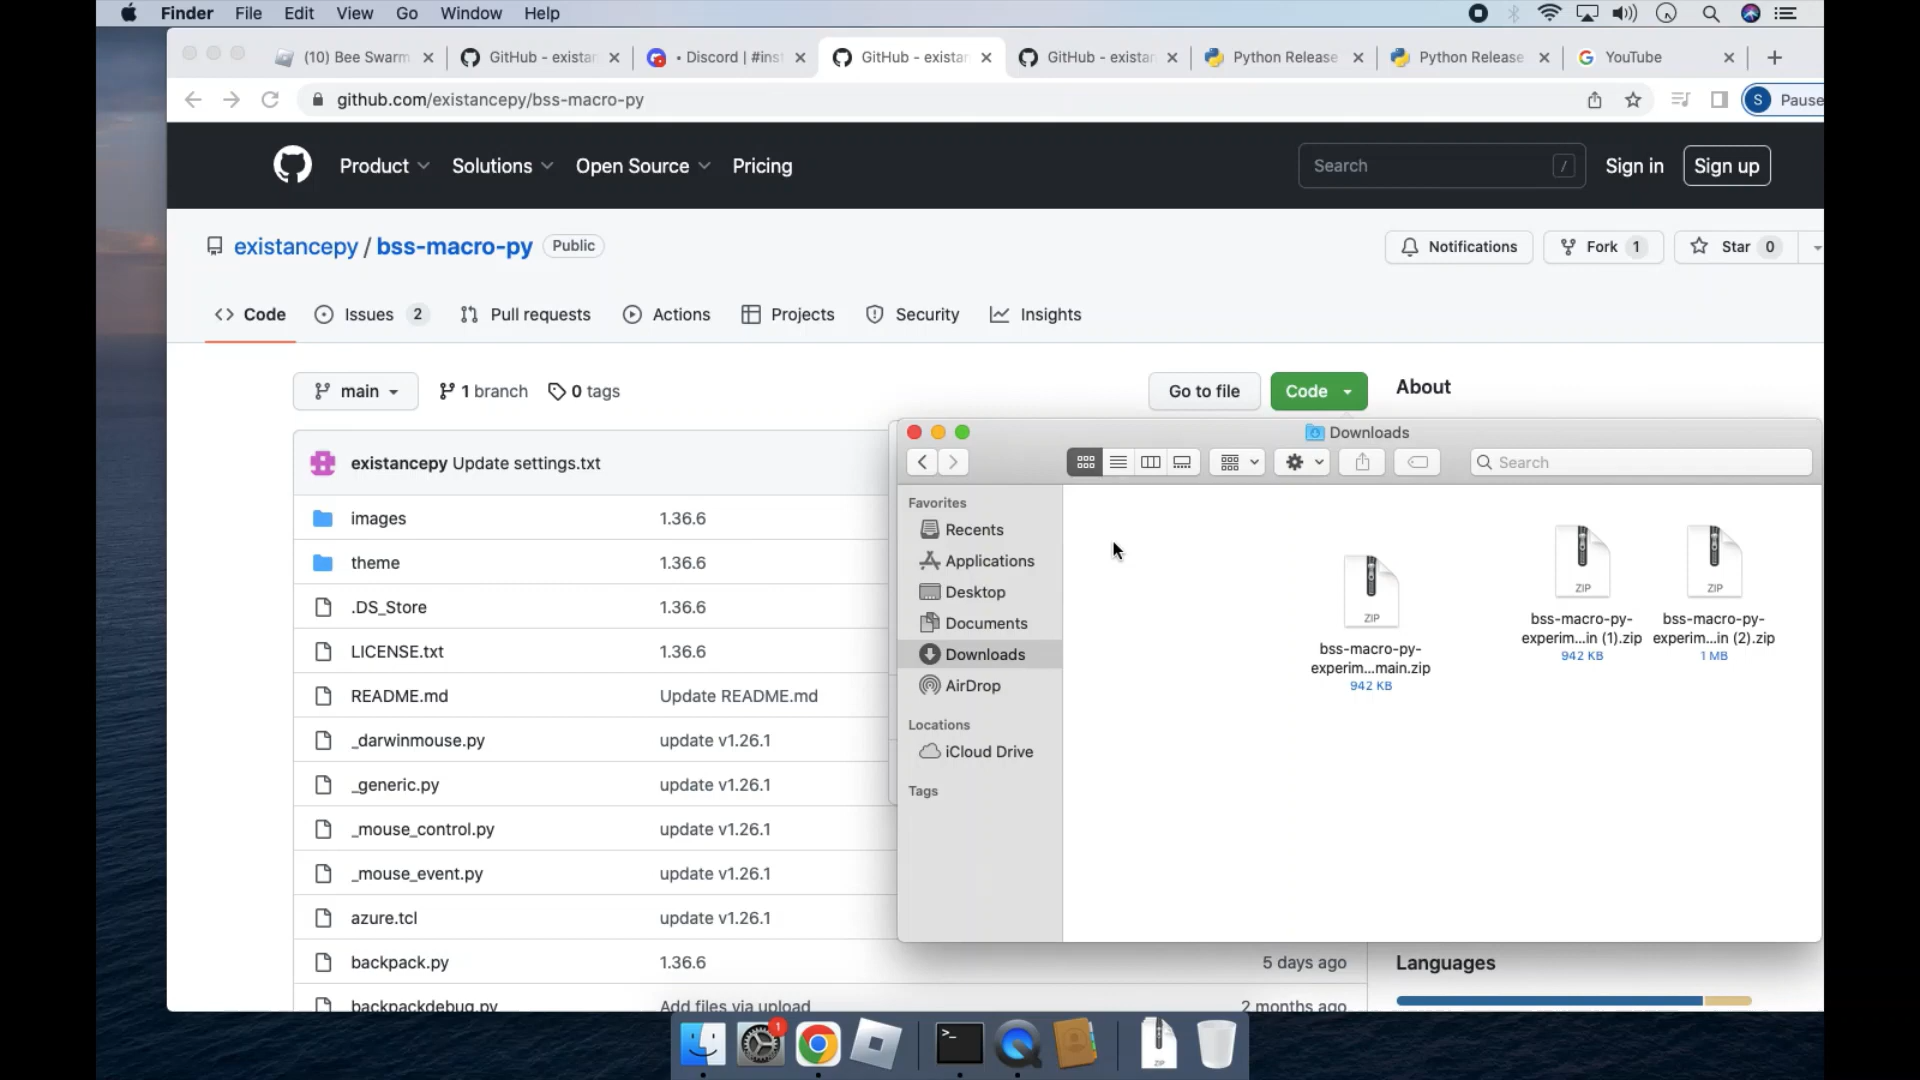 Finder File Edit View Go Window Help
(10) Bee Swarm GitHub - existan • Discord | #inst GitHub - existan GitHub - existan Python Release Python Release YouTube
github.com/existancepy/bss-macro-py
S Pause
Product Solutions Open Source Pricing Search / Sign in Sign up
existancepy / bss-macro-py Public Notifications Fork 1 Star 0
Code Issues 2 Pull requests Actions Projects Security Insights
main 1 branch 0 tags Go to file Code About
existancepy Update settings.txt
images 1.36.6
theme 1.36.6
.DS_Store 1.36.6
LICENSE.txt 1.36.6
README.md Update README.md
_darwinmouse.py update v1.26.1
_generic.py update v1.26.1
_mouse_control.py update v1.26.1
_mouse_event.py update v1.26.1
azure.tcl update v1.26.1
backpack.py 1.36.6 5 days ago
backpackdebug.py Add files via upload 2 months ago
Languages
Downloads
Search
Favorites
Recents
Applications
Desktop
Documents
Downloads
AirDrop
Locations
iCloud Drive
Tags
ZIP
bss-macro-py-
experim...main.zip
942 KB
ZIP
bss-macro-py-
experim...in (1).zip
942 KB
ZIP
bss-macro-py-
experim...in (2).zip
1 MB
1
ZIP